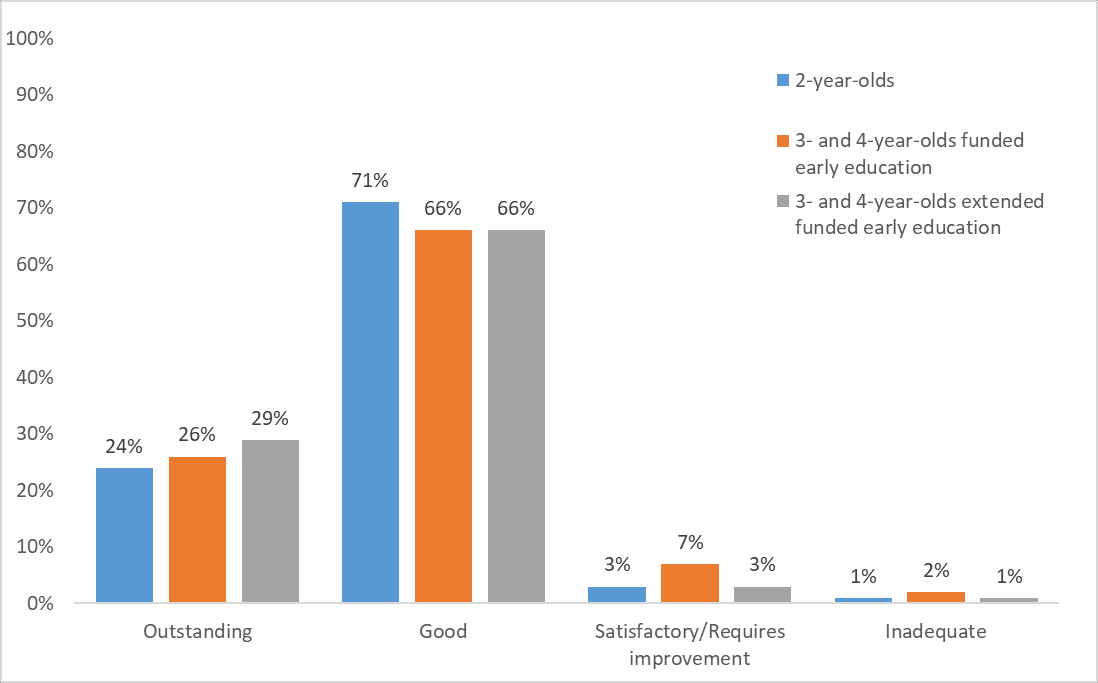 100%
90%
80%
70%
60%
50%
40%
30%
20%
10%
0%
2-year-olds
3- and 4-year-olds funded
early education
3- and 4-year-olds extended
funded early education
24%
26%
29%
71%
66%
66%
3%
7%
3%
1%
2%
1%
Outstanding
Good
Satisfactory/Requires
improvement
Inadequate